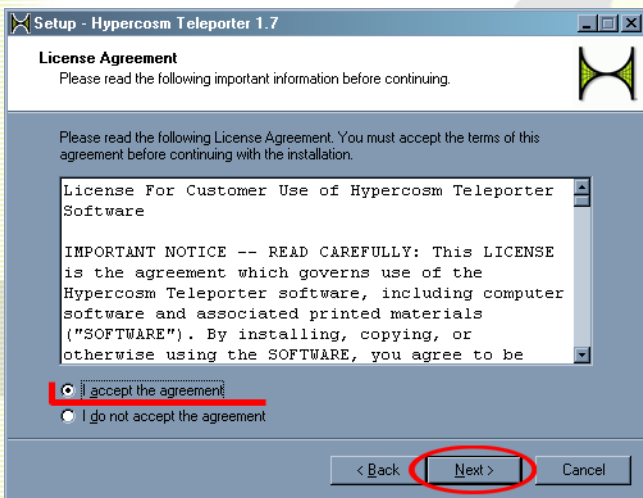 Setup - Hypercosm Teleporter 1.7
License Agreement
Please read the following important information before continuing.
Please read the following License Agreement. You must accept the terms of this
agreement before continuing with the installation.
License For Customer Use of Hypercosm Teleporter
Software
IMPORTANT NOTICE -- READ CAREFULLY: This LICENSE
is the agreement which governs use of the
Hypercosm Teleporter software, including computer
software and associated printed materials
("SOFTWARE"). By installing, copying, or
otherwise using the SOFTWARE, you agree to be
I accept the agreement
I do not accept the agreement
< Back Next > Cancel